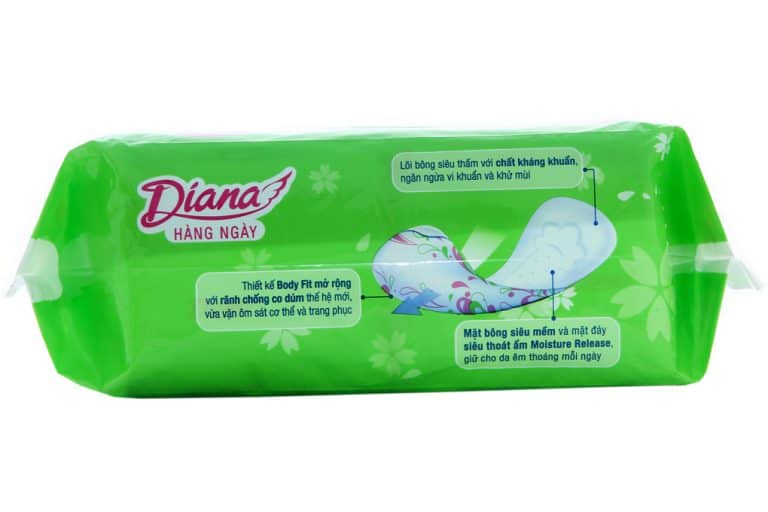 Diana
HÀNG NGÀY
Lõi bông siêu thấm với chất kháng khuẩn,
ngăn ngừa vi khuẩn và khử mùi
Thiết kế Body Fit mở rộng
với rãnh chống co dúm thế hệ mới,
vừa vặn ôm sát cơ thể và trang phục
Mặt bông siêu mềm và mặt đáy
siêu thoát ẩm Moisture Release,
giữ cho da êm thoáng mỗi ngày